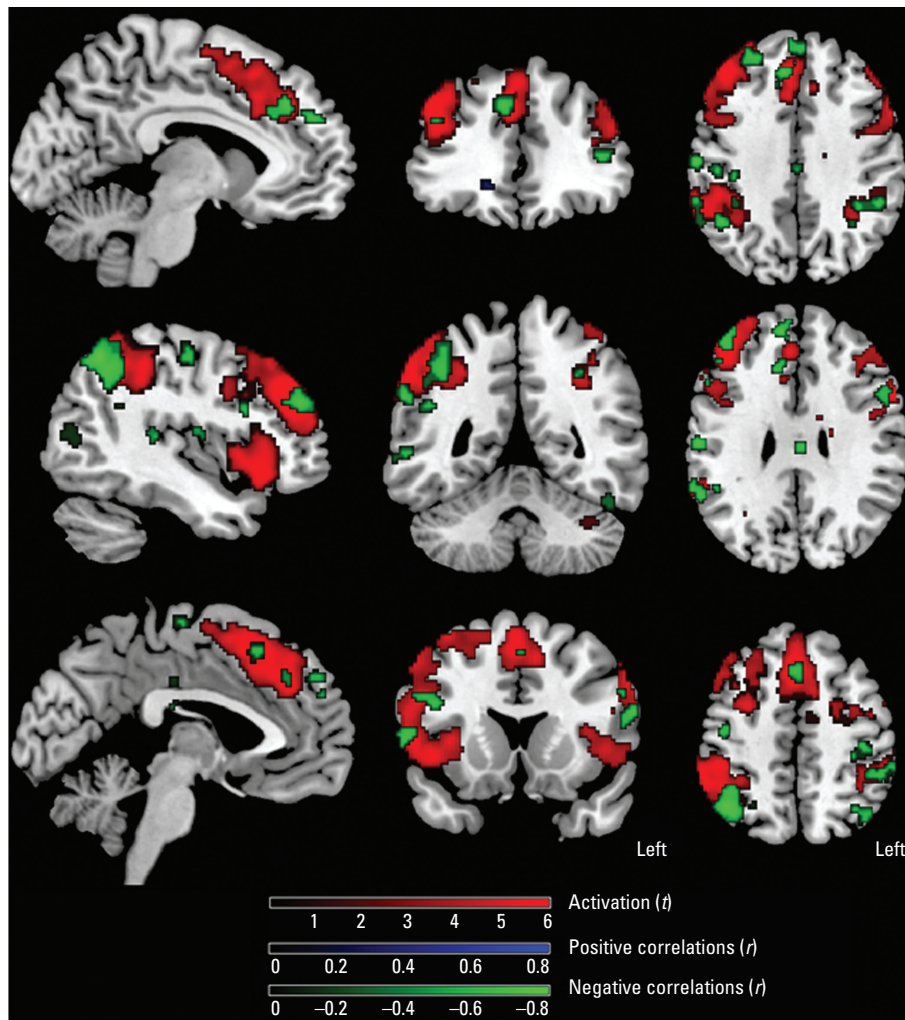 Left
Left
Activation (t)
1 2 3 4 5 6
Positive correlations (r)
0 0.2 0.4 0.6 0.8
Negative correlations (r)
0 −0.2 −0.4 −0.6 −0.8